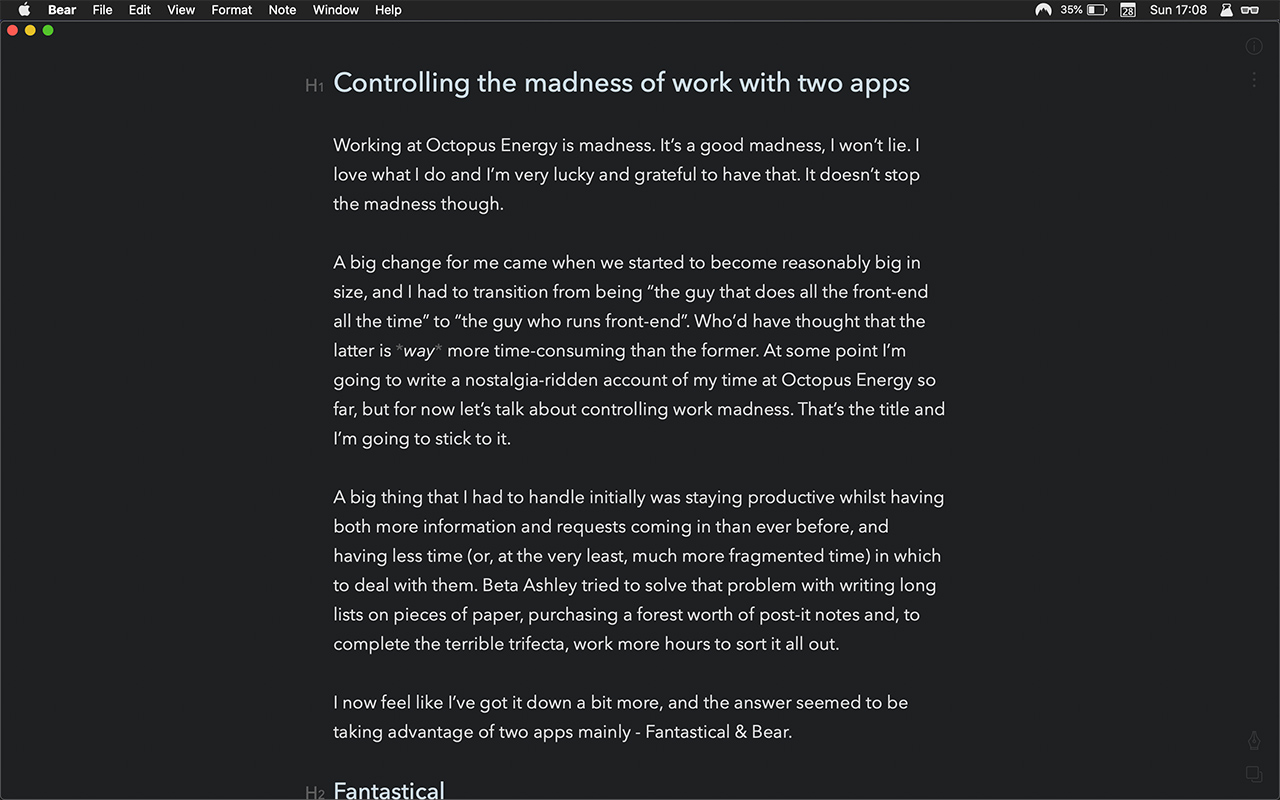 Bear File Edit View Format Note Window Help 35% 28 Sun 17:08
H1 Controlling the madness of work with two apps
Working at Octopus Energy is madness. It’s a good madness, I won’t lie. I
love what I do and I’m very lucky and grateful to have that. It doesn’t stop
the madness though.
A big change for me came when we started to become reasonably big in
size, and I had to transition from being “the guy that does all the front-end
all the time” to “the guy who runs front-end”. Who’d have thought that the
latter is *way* more time-consuming than the former. At some point I’m
going to write a nostalgia-ridden account of my time at Octopus Energy so
far, but for now let’s talk about controlling work madness. That’s the title and
I’m going to stick to it.
A big thing that I had to handle initially was staying productive whilst having
both more information and requests coming in than ever before, and
having less time (or, at the very least, much more fragmented time) in which
to deal with them. Beta Ashley tried to solve that problem with writing long
lists on pieces of paper, purchasing a forest worth of post-it notes and, to
complete the terrible trifecta, work more hours to sort it all out.
I now feel like I’ve got it down a bit more, and the answer seemed to be
taking advantage of two apps mainly - Fantastical & Bear.
H2 Fantastical